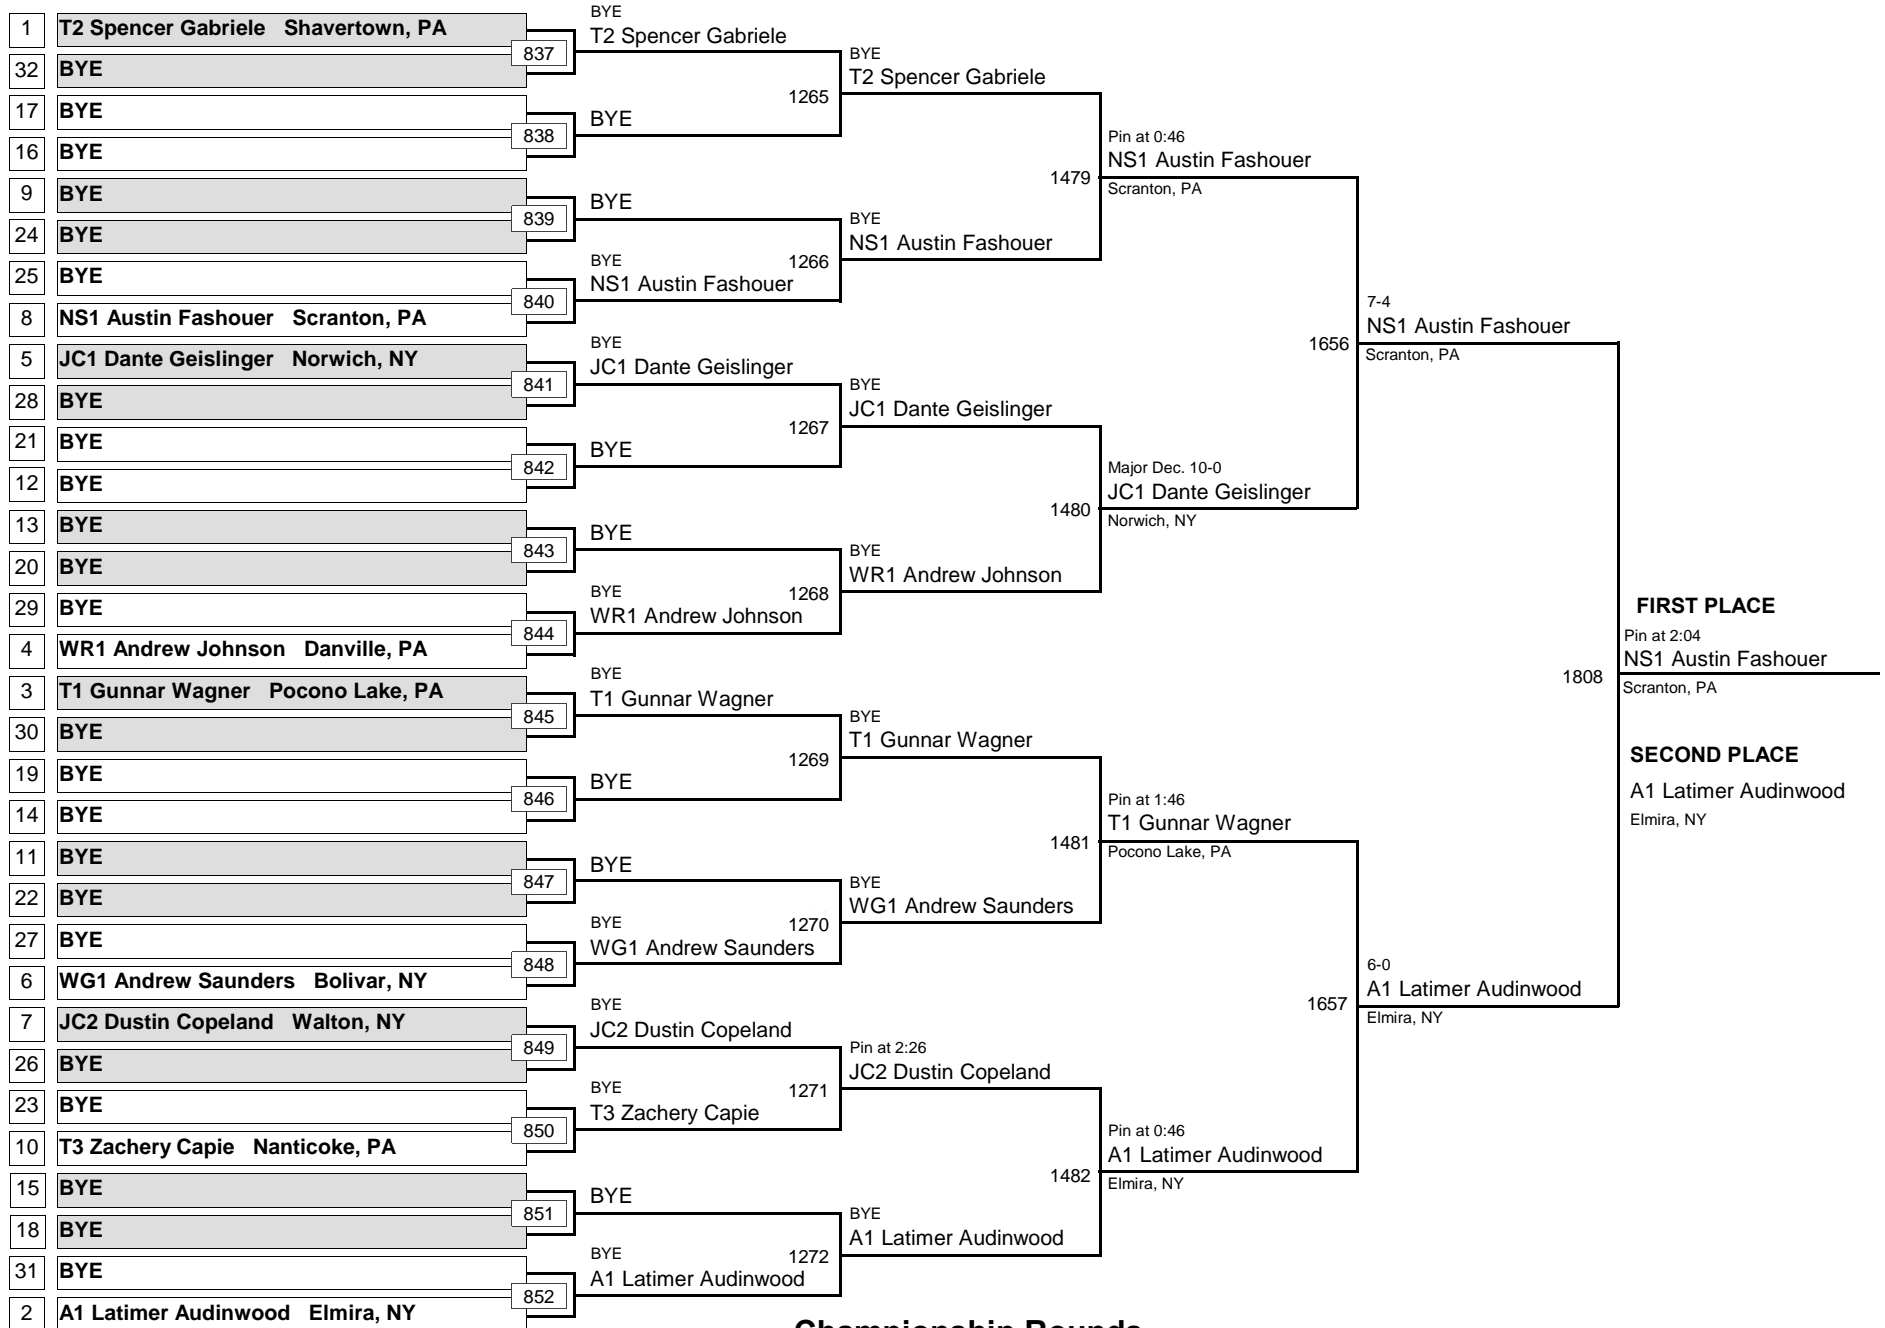 1 T2 Spencer Gabriele Shavertown, PA
32 BYE
17 BYE
16 BYE
9 BYE
24 BYE
25 BYE
8 NS1 Austin Fashouer Scranton, PA
5 JC1 Dante Geislinger Norwich, NY
28 BYE
21 BYE
12 BYE
13 BYE
20 BYE
29 BYE
4 WR1 Andrew Johnson Danville, PA
3 T1 Gunnar Wagner Pocono Lake, PA
30 BYE
19 BYE
14 BYE
11 BYE
22 BYE
27 BYE
6 WG1 Andrew Saunders Bolivar, NY
7 JC2 Dustin Copeland Walton, NY
26 BYE
23 BYE
10 T3 Zachery Capie Nanticoke, PA
15 BYE
18 BYE
31 BYE
2 A1 Latimer Audinwood Elmira, NY
837
838
839
840
841
842
843
844
845
846
847
848
849
850
851
852
BYE
T2 Spencer Gabriele
BYE
BYE
BYE
NS1 Austin Fashouer
BYE
JC1 Dante Geislinger
BYE
BYE
BYE
WR1 Andrew Johnson
BYE
T1 Gunnar Wagner
BYE
BYE
BYE
WG1 Andrew Saunders
BYE
JC2 Dustin Copeland
BYE
T3 Zachery Capie
BYE
BYE
A1 Latimer Audinwood
1265
1266
1267
1268
1269
1270
1271
1272
BYE
T2 Spencer Gabriele
BYE
NS1 Austin Fashouer
BYE
JC1 Dante Geislinger
BYE
WR1 Andrew Johnson
BYE
T1 Gunnar Wagner
BYE
WG1 Andrew Saunders
Pin at 2:26
JC2 Dustin Copeland
BYE
A1 Latimer Audinwood
1479
1480
1481
1482
Pin at 0:46
NS1 Austin Fashouer
Scranton, PA
Major Dec. 10-0
JC1 Dante Geislinger
Norwich, NY
Pin at 1:46
T1 Gunnar Wagner
Pocono Lake, PA
Pin at 0:46
A1 Latimer Audinwood
Elmira, NY
1656
1657
7-4
NS1 Austin Fashouer
Scranton, PA
6-0
A1 Latimer Audinwood
Elmira, NY
1808
FIRST PLACE
Pin at 2:04
NS1 Austin Fashouer
Scranton, PA
SECOND PLACE
A1 Latimer Audinwood
Elmira, NY
Championship Rounds